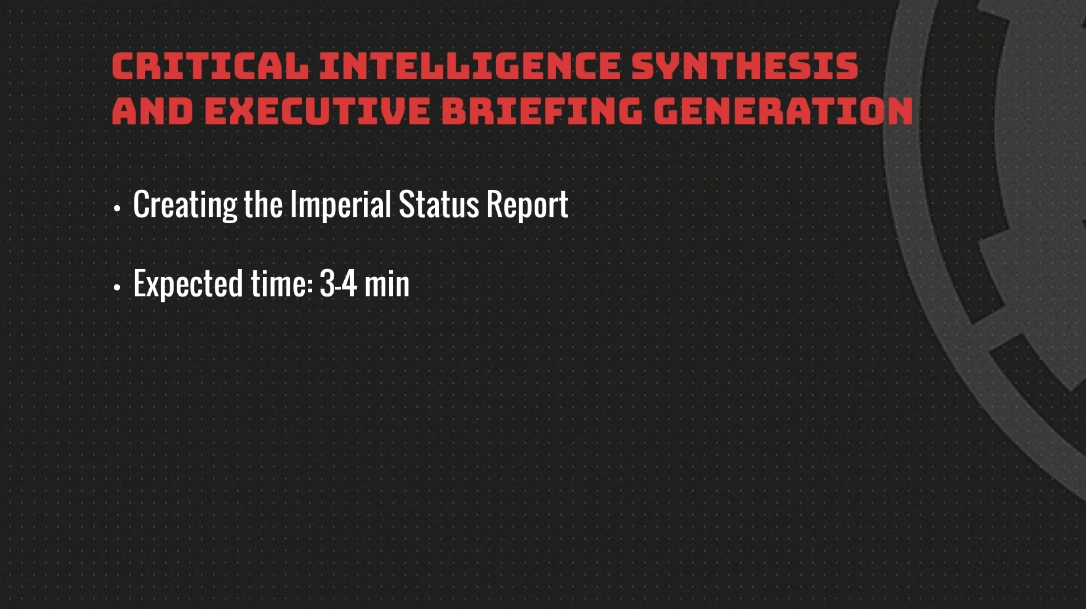 CRITICAL INTELLIGENCE SYNTHESIS
AND EXECUTIVE BRIEFING GENERATION
• Creating the Imperial Status Report
• Expected time: 3-4 min